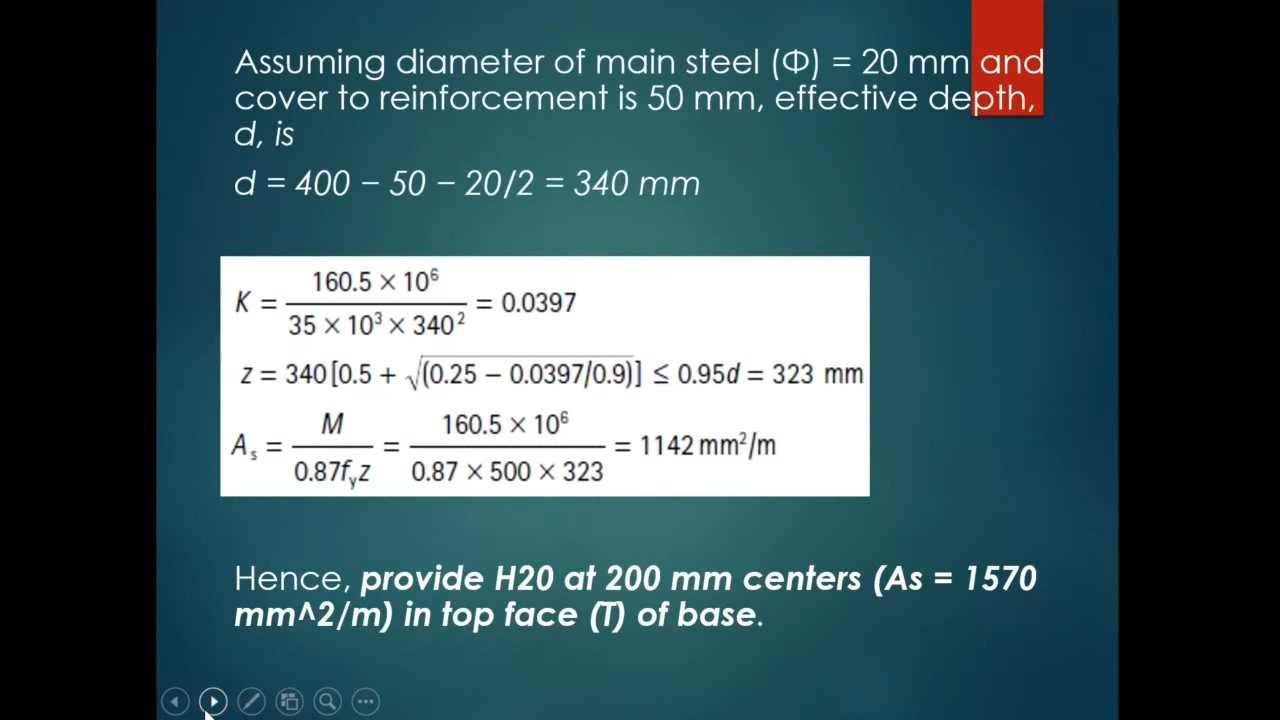 Assuming diameter of main steel (Φ) = 20 mm and
cover to reinforcement is 50 mm, effective depth,
d, is
d = 400 − 50 − 20/2 = 340 mm
K = 160.5 × 10⁶ / 35 × 10³ × 340² = 0.0397
z = 340[0.5 + √(0.25 − 0.0397/0.9)] ≤ 0.95d = 323 mm
Aₛ = M / 0.87f_yz = 160.5 × 10⁶ / 0.87 × 500 × 323 = 1142 mm²/m
Hence, provide H20 at 200 mm centers (As = 1570
mm^2/m) in top face (T) of base.